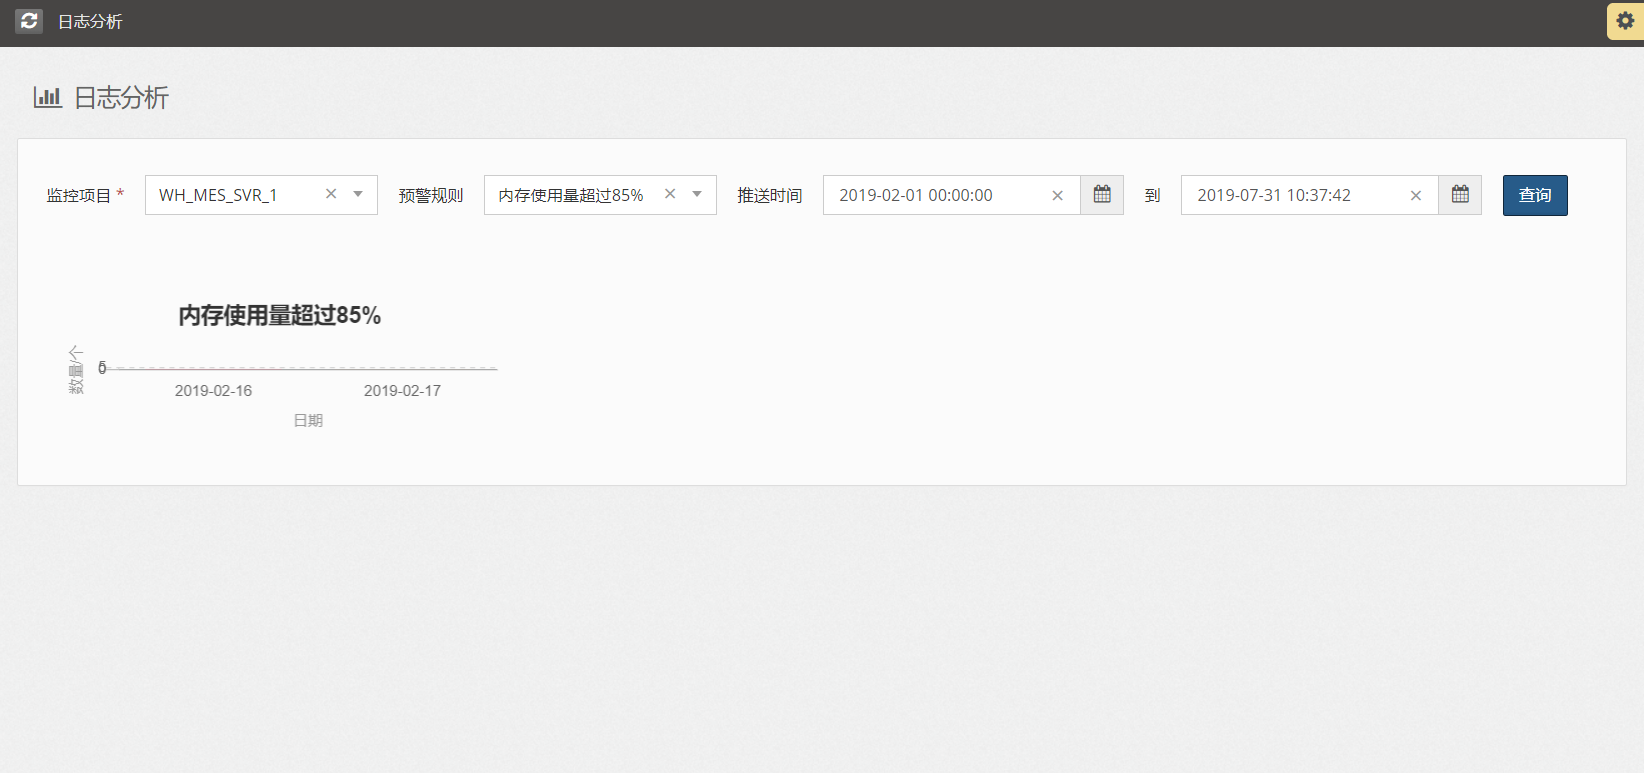 日志分析
日志分析
监控项目 * WH_MES_SVR_1 预警规则 内存使用量超过85% 推送时间 2019-02-01 00:00:00 到 2019-07-31 10:37:42 查询
内存使用量超过85%
数量/个
0
2019-02-16 2019-02-17
日期